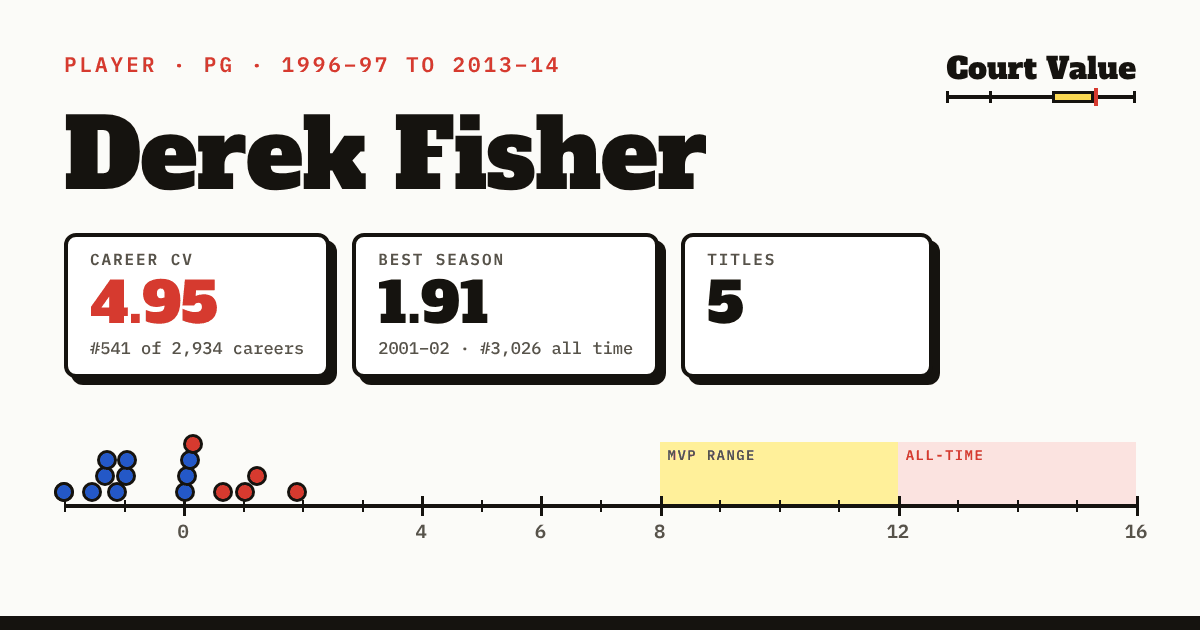 PLAYER · PG · 1996–97 TO 2013–14
Court Value
Derek Fisher
CAREER CV
4.95
#541 of 2,934 careers
BEST SEASON
1.91
2001–02 · #3,026 all time
TITLES
5
MVP RANGE
ALL-TIME
0 4 6 8 12 16